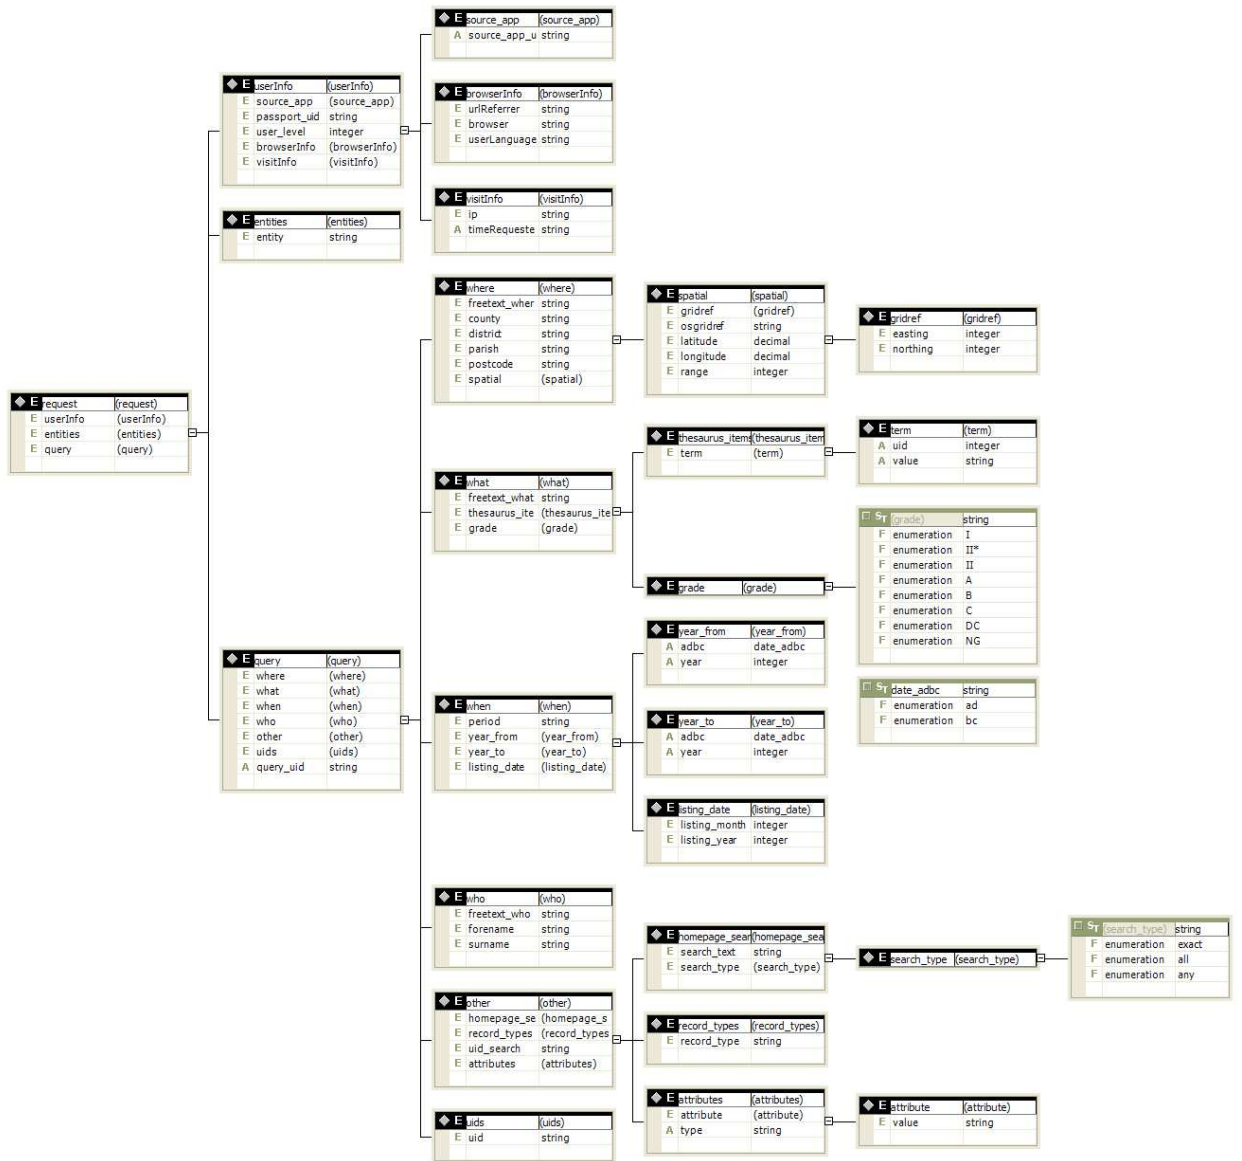 E source_app (source_app)
A source_app_u string
E userInfo (userInfo)
E source_app (source_app)
E passport_uid string
E user_level integer
E browserInfo (browserInfo)
E visitInfo (visitInfo)
E browserInfo (browserInfo)
E urlReferrer string
E browser string
E userLanguage string
E visitInfo (visitInfo)
E ip string
A timeRequeste string
E entities (entities)
E entity string
E where (where)
E freetext_wher string
E county string
E district string
E parish string
E postcode string
E spatial (spatial)
E spatial (spatial)
E gridref (gridref)
E osgridref string
E latitude decimal
E longitude decimal
E range integer
E gridref (gridref)
E easting integer
E northing integer
E request (request)
E userInfo (userInfo)
E entities (entities)
E query (query)
E thesaurus_items (thesaurus_item
E term (term)
E term (term)
A uid integer
A value string
E what (what)
E freetext_what string
E thesaurus_ite (thesaurus_ite
E grade (grade)
ST (grade) string
F enumeration I
F enumeration II*
F enumeration II
F enumeration A
F enumeration B
F enumeration C
F enumeration DC
F enumeration NG
E grade (grade)
E query (query)
E where (where)
E what (what)
E when (when)
E who (who)
E other (other)
E uids (uids)
A query_uid string
E year_from (year_from)
A adbc date_adbc
A year integer
ST date_adbc string
F enumeration ad
F enumeration bc
E when (when)
E period string
E year_from (year_from)
E year_to (year_to)
E listing_date (listing_date)
E year_to (year_to)
A adbc date_adbc
A year integer
E listing_date (listing_date)
E listing_month integer
E listing_year integer
E who (who)
E freetext_who string
E forename string
E surname string
E homepage_sear (homepage_sea
E search_text string
E search_type (search_type)
E search_type (search_type)
ST (search_type) string
F enumeration exact
F enumeration all
F enumeration any
E other (other)
E homepage_se (homepage_s
E record_types (record_types
E uid_search string
E attributes (attributes)
E record_types (record_types)
E record_type string
E attributes (attributes)
E attribute (attribute)
A type string
E attribute (attribute)
E value string
E uids (uids)
E uid string